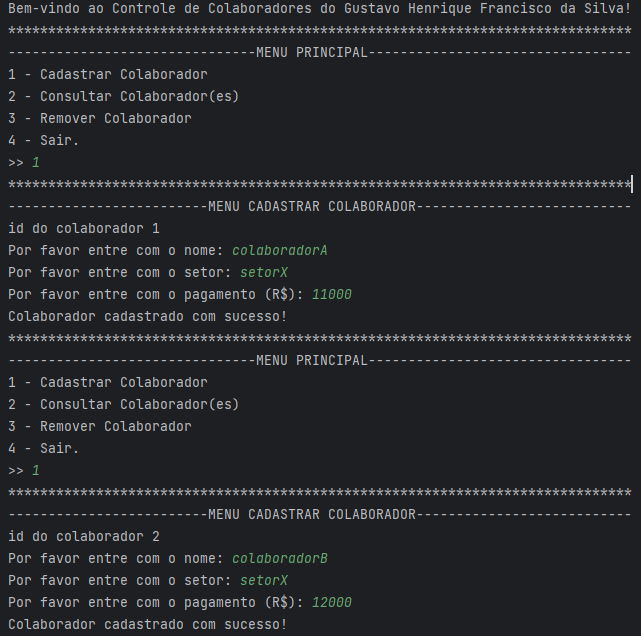 Bem-vindo ao Controle de Colaboradores do Gustavo Henrique Francisco da Silva!
******************************************************************************
-------------------------------MENU PRINCIPAL---------------------------------
1 - Cadastrar Colaborador
2 - Consultar Colaborador(es)
3 - Remover Colaborador
4 - Sair.
>> 1
******************************************************************************
-------------------------MENU CADASTRAR COLABORADOR---------------------------
id do colaborador 1
Por favor entre com o nome: colaboradorA
Por favor entre com o setor: setorX
Por favor entre com o pagamento (R$): 11000
Colaborador cadastrado com sucesso!
******************************************************************************
-------------------------------MENU PRINCIPAL---------------------------------
1 - Cadastrar Colaborador
2 - Consultar Colaborador(es)
3 - Remover Colaborador
4 - Sair.
>> 1
******************************************************************************
-------------------------MENU CADASTRAR COLABORADOR---------------------------
id do colaborador 2
Por favor entre com o nome: colaboradorB
Por favor entre com o setor: setorX
Por favor entre com o pagamento (R$): 12000
Colaborador cadastrado com sucesso!